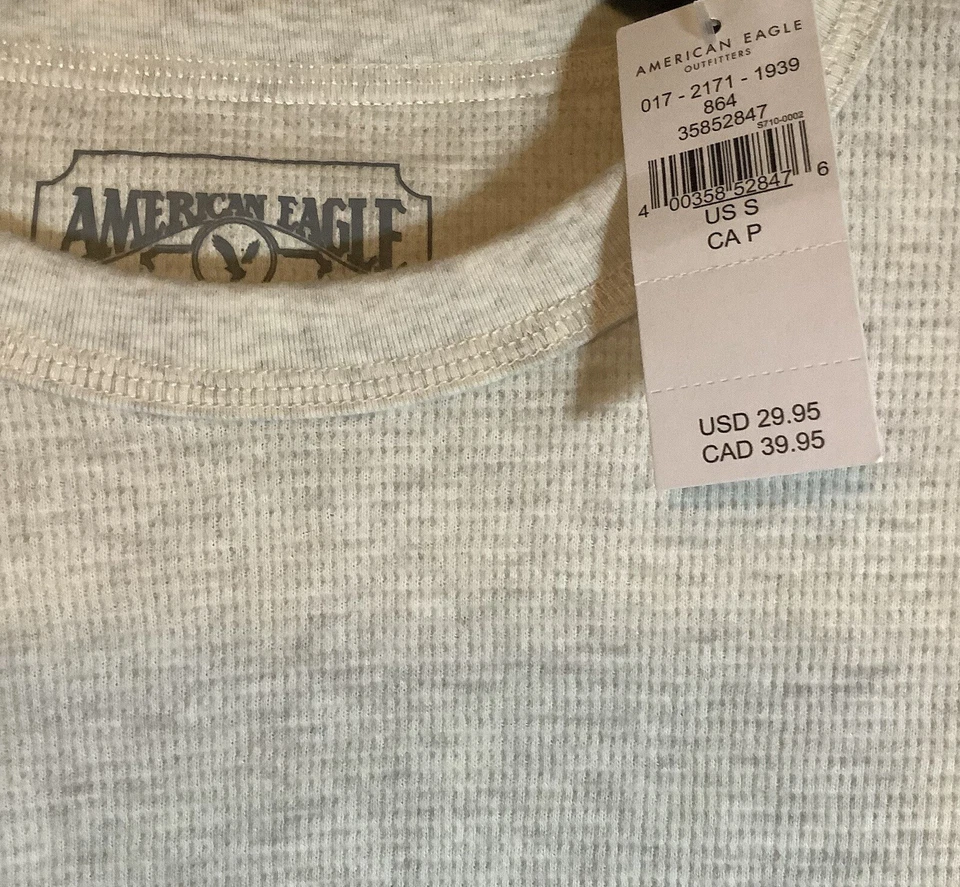 AMERICAN EAGLE
AMERICAN EAGLE
OUTFITTERS
017 - 2171 - 1939
864
35852847
S710-0002
4 00358 52847 6
US S
CA P
USD 29.95
CAD 39.95